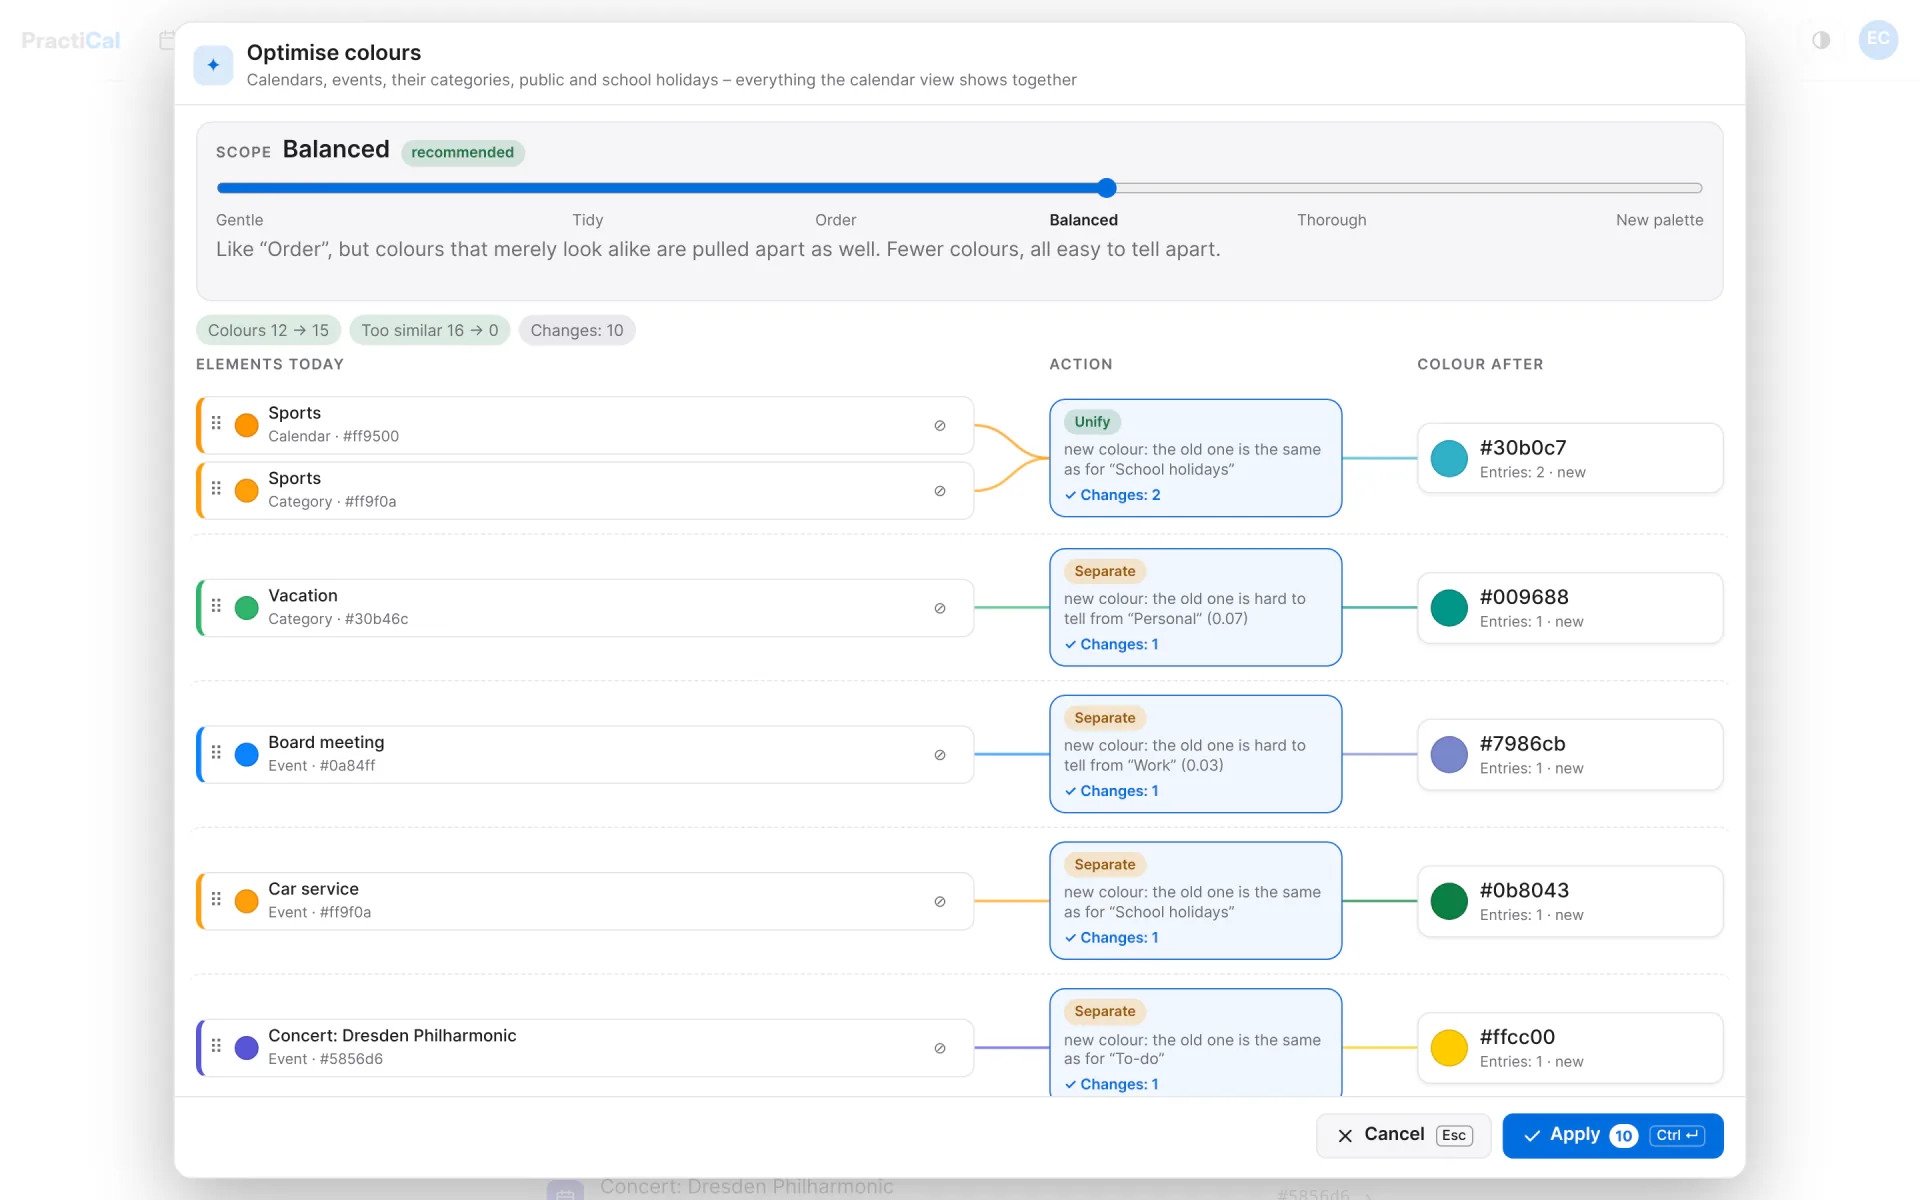 PractiCal
EC
Optimise colours
Calendars, events, their categories, public and school holidays – everything the calendar view shows together
SCOPE Balanced recommended
Gentle Tidy Order Balanced Thorough New palette
Like “Order”, but colours that merely look alike are pulled apart as well. Fewer colours, all easy to tell apart.
Colours 12 → 15 Too similar 16 → 0 Changes: 10
ELEMENTS TODAY ACTION COLOUR AFTER
Sports
Calendar · #ff9500
Sports
Category · #ff9f0a
Unify
new colour: the old one is the same
as for “School holidays”
✓ Changes: 2
#30b0c7
Entries: 2 · new
Vacation
Category · #30b46c
Separate
new colour: the old one is hard to
tell from “Personal” (0.07)
✓ Changes: 1
#009688
Entries: 1 · new
Board meeting
Event · #0a84ff
Separate
new colour: the old one is hard to
tell from “Work” (0.03)
✓ Changes: 1
#7986cb
Entries: 1 · new
Car service
Event · #ff9f0a
Separate
new colour: the old one is the same
as for “School holidays”
✓ Changes: 1
#0b8043
Entries: 1 · new
Concert: Dresden Philharmonic
Event · #5856d6
Separate
new colour: the old one is the same
as for “To-do”
✓ Changes: 1
#ffcc00
Entries: 1 · new
Cancel Esc
Apply 10 Ctrl ↵
Concert: Dresden Philharmonic
#5856d6